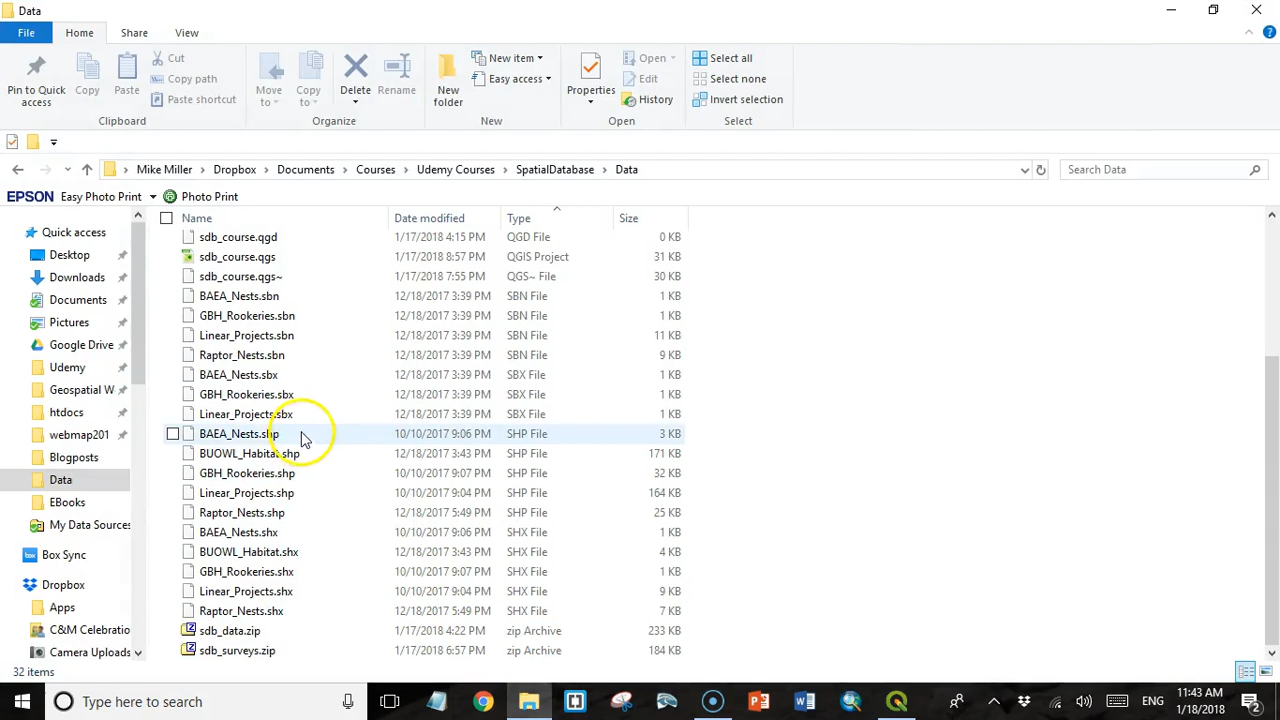 Data
File Home Share View
Pin to Quick access
Copy
Paste
Cut
Copy path
Paste shortcut
Clipboard
Move to
Copy to
Delete
Rename
Organize
New folder
New item
Easy access
New
Properties
Open
Edit
History
Open
Select all
Select none
Invert selection
Select
Mike Miller > Dropbox > Documents > Courses > Udemy Courses > SpatialDatabase > Data
Search Data
EPSON Easy Photo Print Photo Print
Quick access
Desktop
Downloads
Documents
Pictures
Google Drive
Udemy
Geospatial W
htdocs
webmap201
Blogposts
Data
EBooks
My Data Sources
Box Sync
Dropbox
Apps
C&M Celebratio
Camera Uploads
Name Date modified Type Size
sdb_course.qgd 1/17/2018 4:15 PM QGD File 0 KB
sdb_course.qgs 1/17/2018 8:57 PM QGIS Project 31 KB
sdb_course.qgs~ 1/17/2018 7:55 PM QGS~ File 30 KB
BAEA_Nests.sbn 12/18/2017 3:39 PM SBN File 1 KB
GBH_Rookeries.sbn 12/18/2017 3:39 PM SBN File 1 KB
Linear_Projects.sbn 12/18/2017 3:39 PM SBN File 11 KB
Raptor_Nests.sbn 12/18/2017 3:39 PM SBN File 9 KB
BAEA_Nests.sbx 12/18/2017 3:39 PM SBX File 1 KB
GBH_Rookeries.sbx 12/18/2017 3:39 PM SBX File 1 KB
Linear_Projects.sbx 12/18/2017 3:39 PM SBX File 1 KB
BAEA_Nests.shp 10/10/2017 9:06 PM SHP File 3 KB
BUOWL_Habitat.shp 12/18/2017 3:43 PM SHP File 171 KB
GBH_Rookeries.shp 10/10/2017 9:07 PM SHP File 32 KB
Linear_Projects.shp 10/10/2017 9:04 PM SHP File 164 KB
Raptor_Nests.shp 12/18/2017 5:49 PM SHP File 25 KB
BAEA_Nests.shx 10/10/2017 9:06 PM SHX File 1 KB
BUOWL_Habitat.shx 12/18/2017 3:43 PM SHX File 4 KB
GBH_Rookeries.shx 10/10/2017 9:07 PM SHX File 1 KB
Linear_Projects.shx 10/10/2017 9:04 PM SHX File 9 KB
Raptor_Nests.shx 12/18/2017 5:49 PM SHX File 7 KB
sdb_data.zip 1/17/2018 4:22 PM zip Archive 233 KB
sdb_surveys.zip 1/17/2018 6:57 PM zip Archive 184 KB
32 items
Type here to search
ENG
11:43 AM
1/18/2018
2